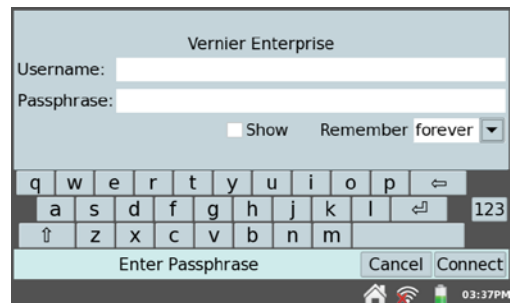 Vernier Enterprise
Username:
Passphrase:
Show Remember forever
q w e r t y u i o p ⇦
a s d f g h j k l ⏎ 123
⇧ z x c v b n m
Enter Passphrase Cancel Connect
03:37PM